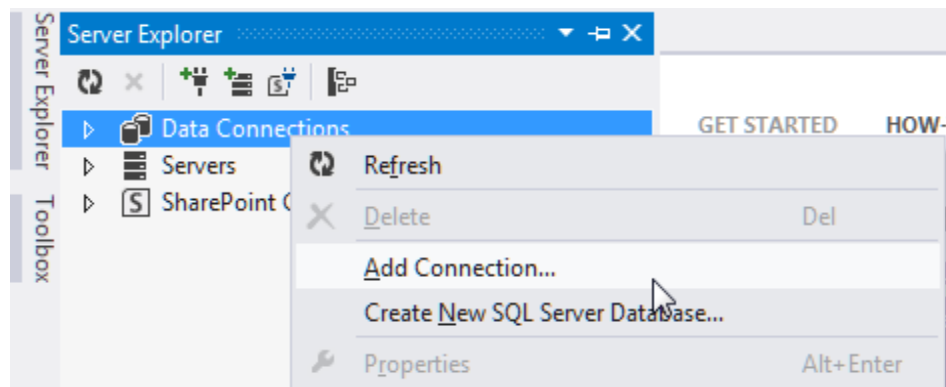 Server Explorer
Toolbox
Server Explorer
Data Connections
Servers
SharePoint
GET STARTED HOW-
Refresh
Delete Del
Add Connection...
Create New SQL Server Database...
Properties Alt+Enter